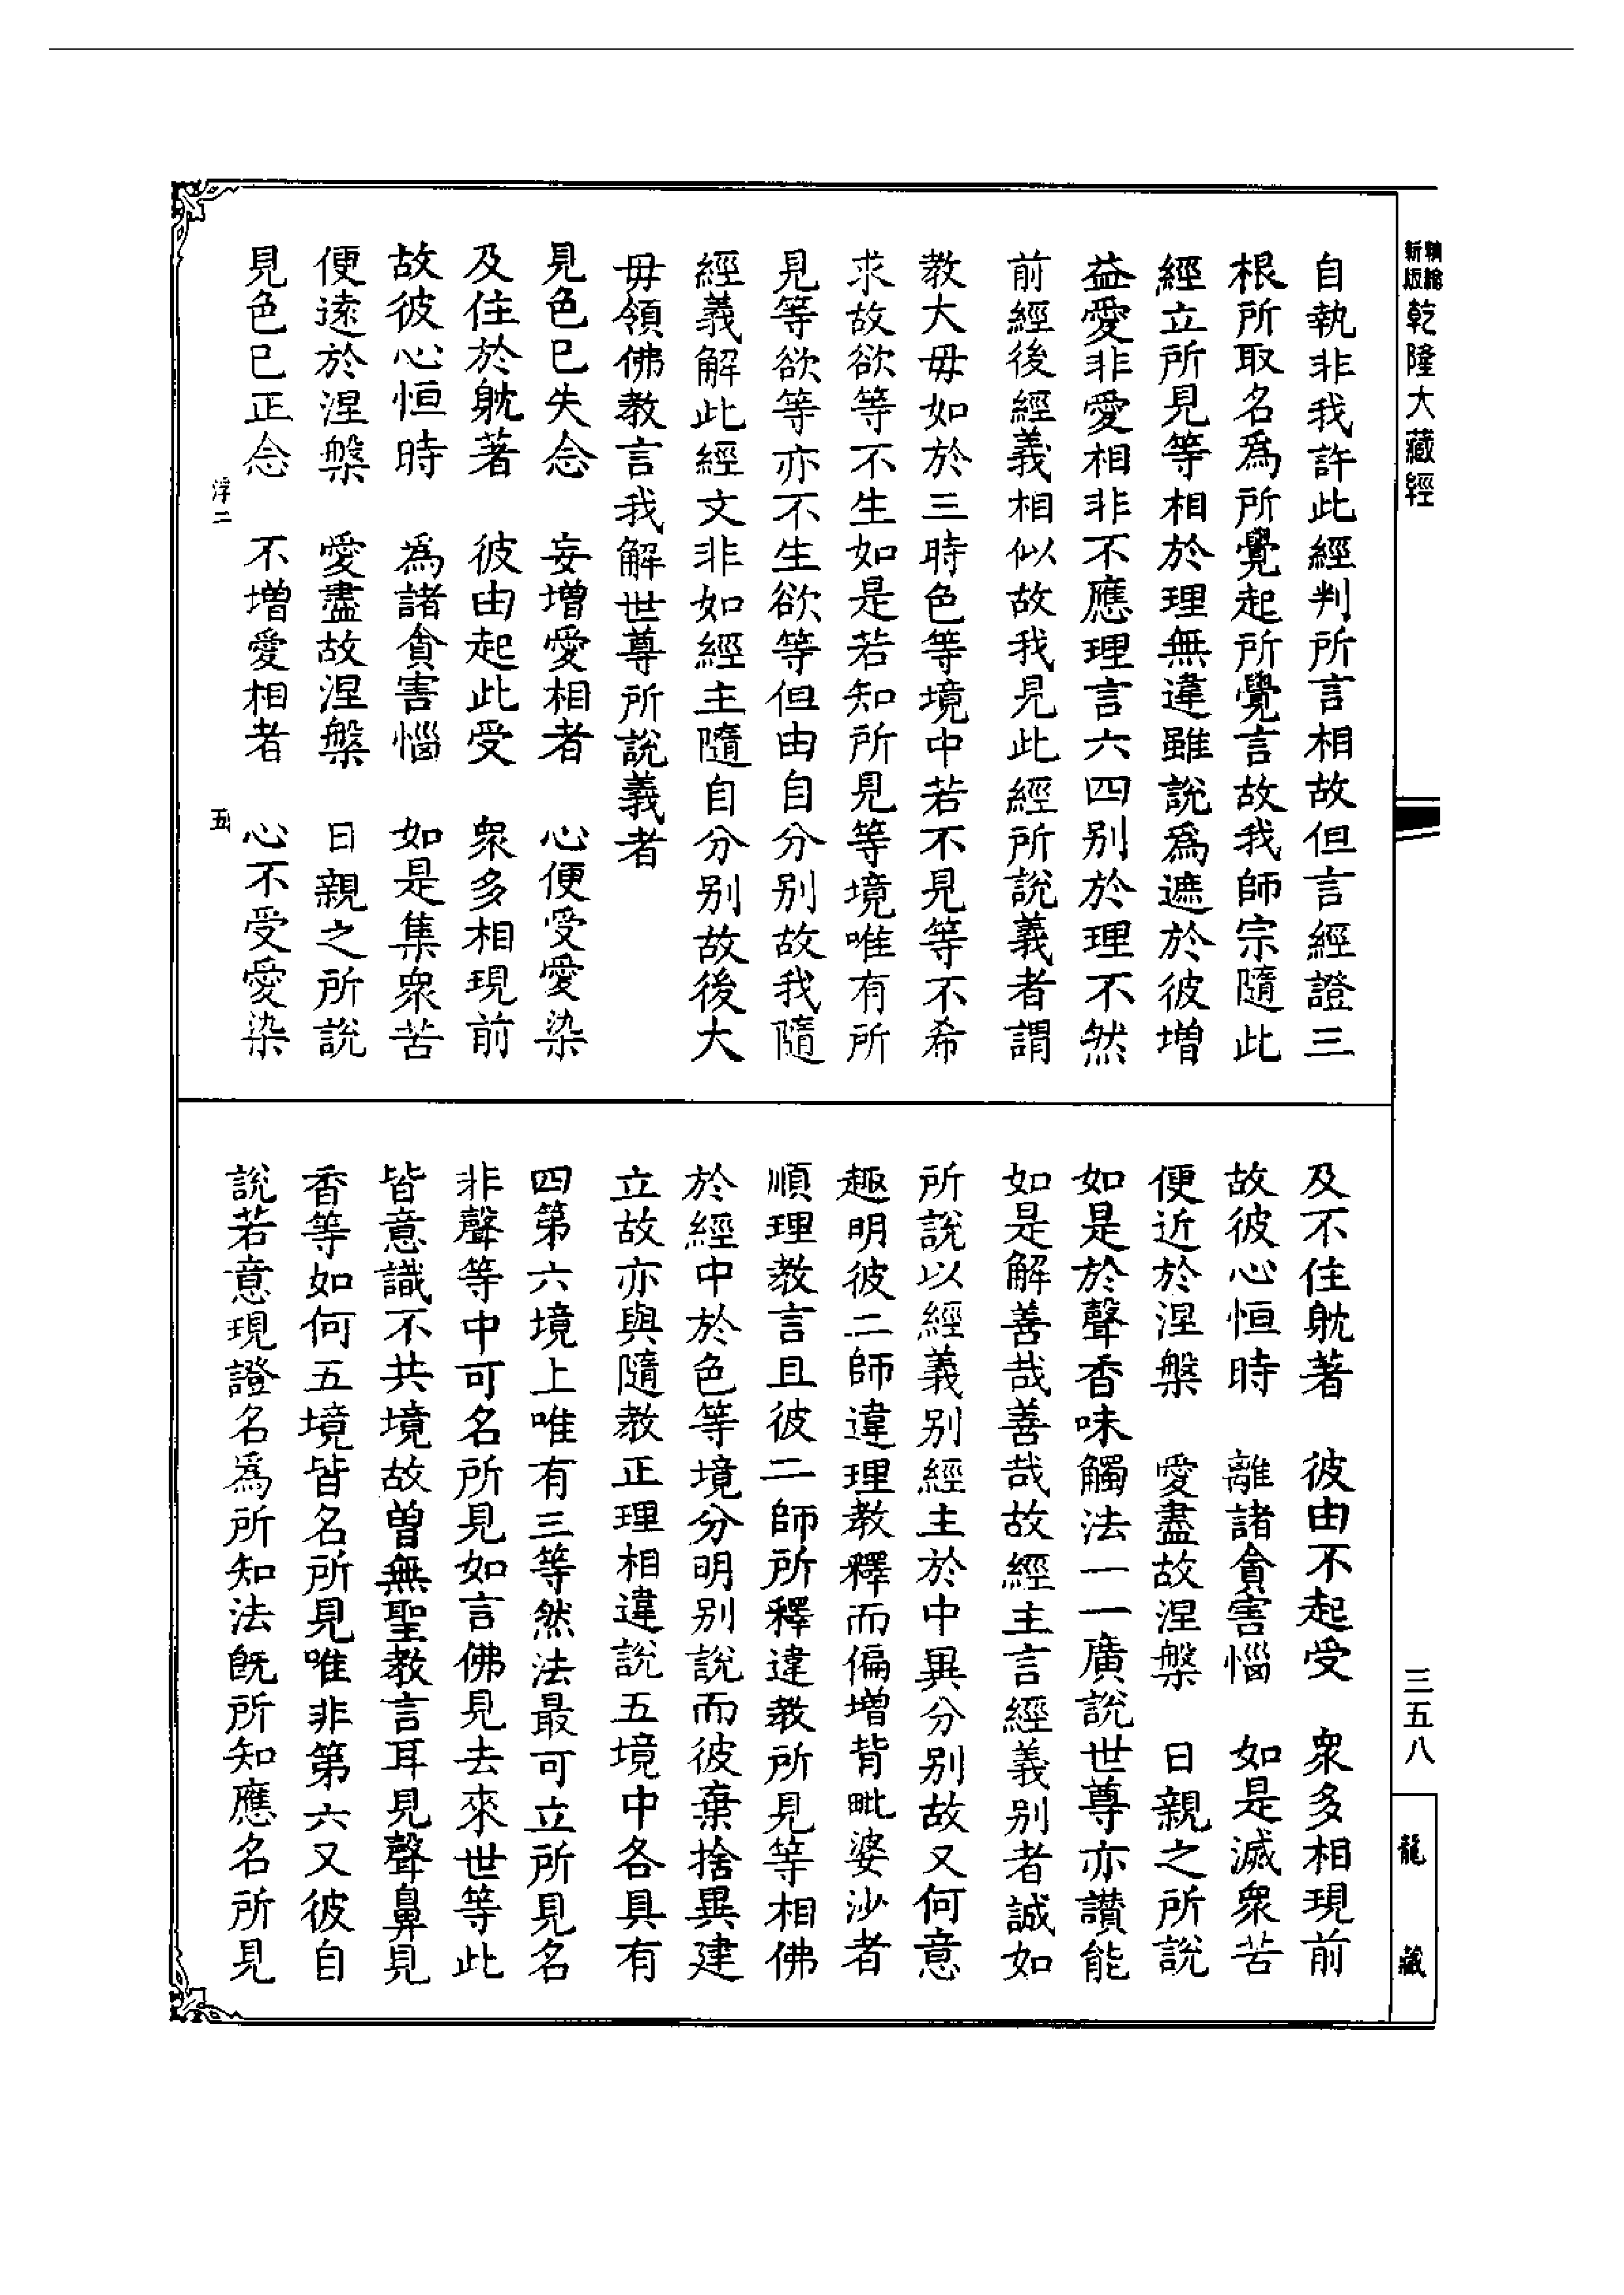 精縮新版乾隆大藏經
自執非我許此經判所言相故但言經證三
根所取名爲所覺起所覺言故我師宗隨此
經立所見等相於理無違雖說爲遮於彼增
益愛非愛相非不應理言六四別於理不然
前經後經義相似故我見此經所說義者謂
教大毋如於三時色等境中若不見等不希
求故欲等不生如是若知所見等境唯有所
見等欲等亦不生欲等但由自分別故我隨
經義解此經文非如經主隨自分別故後大
毋領佛教言我解世尊所說義者
見色已失念　妄增愛相者　心便受愛染
及住於躭著　彼由起此受　衆多相現前
故彼心恒時　爲諸貪害惱　如是集衆苦
便遠於涅槃　愛盡故涅槃　日親之所說
見色已正念　不增愛相者　心不受愛染
浮二　五
及不住躭著　彼由不起受　衆多相現前
故彼心恒時　離諸貪害惱　如是滅衆苦
便近於涅槃　愛盡故涅槃　日親之所說
如是於聲香味觸法一一廣說世尊亦讚能
如是解善哉善哉故經主言經義別者誠如
所說以經義別經主於中異分別故又何意
趣明彼二師違理教釋而偏增背毗婆沙者
順理教言且彼二師所釋違教所見等相佛
於經中於色等境分明別說而彼棄捨異建
立故亦與隨教正理相違說五境中各具有
四第六境上唯有三等然法最可立所見名
非聲等中可名所見如言佛見去來世等此
皆意識不共境故曾無聖教言耳見聲鼻見
香等如何五境皆名所見唯非第六又彼自
說若意現證名爲所知法既所知應名所見
三五八
龍藏